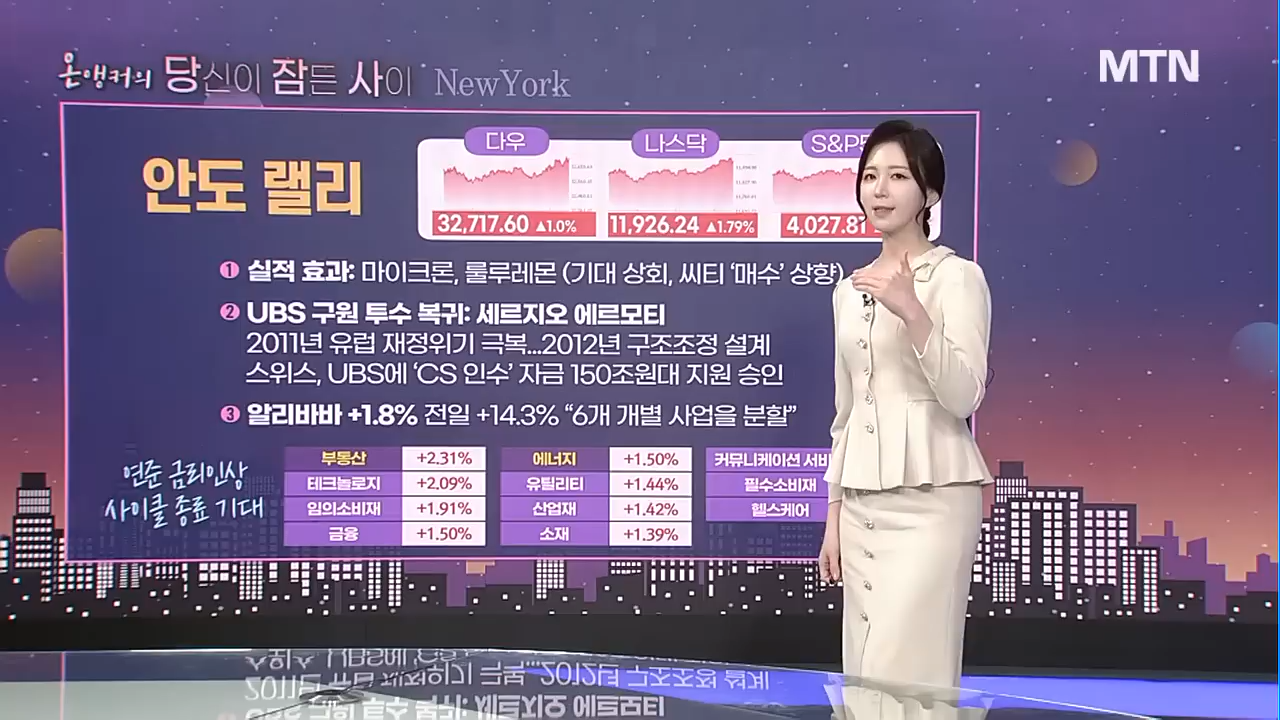 온앵커의 당신이 잠든 사이 NewYork
MTN
안도 랠리
다우 나스닥
32,717.60 ▲1.0% 11,926.24 ▲1.79%
❶ 실적 효과: 마이크론, 룰루레몬 (기대 상회, 씨티 ‘매수’ 상향)
❷ UBS 구원 투수 복귀: 세르지오 에르모티
2011년 유럽 재정위기 극복...2012년 구조조정 설계
스위스, UBS에 ‘CS 인수’ 자금 150조원대 지원 승인
❸ 알리바바 +1.8% 전일 +14.3% “6개 개별 사업을 분할”
연준 금리인상
사이클 종료 기대
부동산 +2.31% 에너지 +1.50% 커뮤니케이션
테크놀로지 +2.09% 유틸리티 +1.44% 필수소비재
임의소비재 +1.91% 산업재 +1.42% 헬스케어
금융 +1.50% 소재 +1.39%